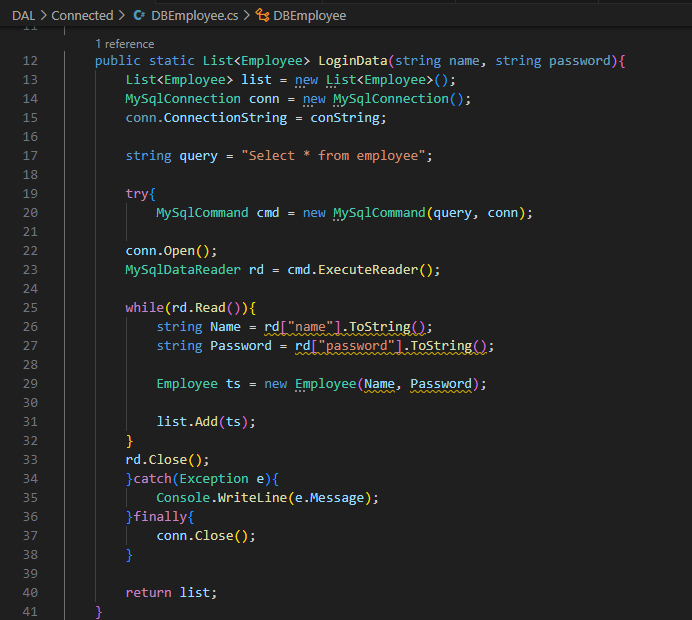 DAL > Connected > DBEmployee.cs > DBEmployee
11
1 reference
12 public static List<Employee> LoginData(string name, string password){
13 List<Employee> list = new List<Employee>();
14 MySqlConnection conn = new MySqlConnection();
15 conn.ConnectionString = conString;
16
17 string query = "Select * from employee";
18
19 try{
20 MySqlCommand cmd = new MySqlCommand(query, conn);
21
22 conn.Open();
23 MySqlDataReader rd = cmd.ExecuteReader();
24
25 while(rd.Read()){
26 string Name = rd["name"].ToString();
27 string Password = rd["password"].ToString();
28
29 Employee ts = new Employee(Name, Password);
30
31 list.Add(ts);
32 }
33 rd.Close();
34 }catch(Exception e){
35 Console.WriteLine(e.Message);
36 }finally{
37 conn.Close();
38 }
39
40 return list;
41 }